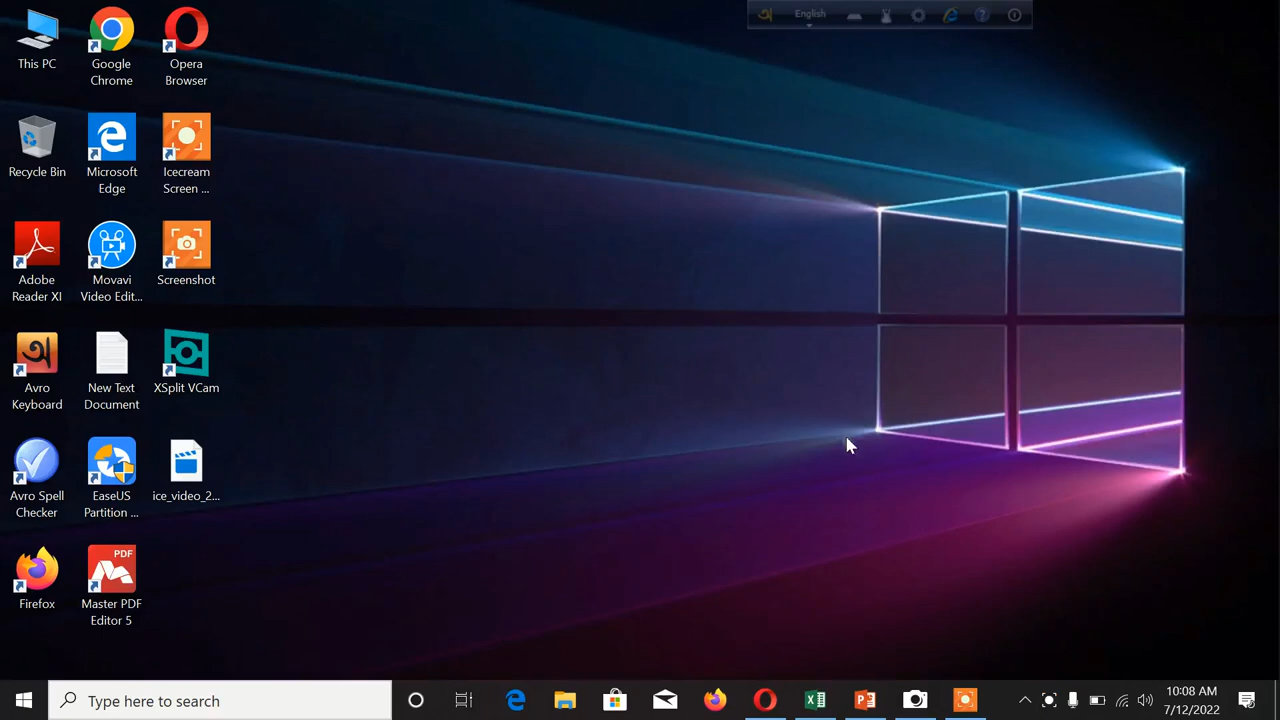 অ English
This PC
Google
Chrome
Opera
Browser
Recycle Bin
Microsoft
Edge
Icecream
Screen ...
Adobe
Reader XI
Movavi
Video Edit...
Screenshot
অ
Avro
Keyboard
New Text
Document
XSplit VCam
Avro Spell
Checker
EaseUS
Partition ...
ice_video_2...
Firefox
PDF
Master PDF
Editor 5
Type here to search
10:08 AM
7/12/2022